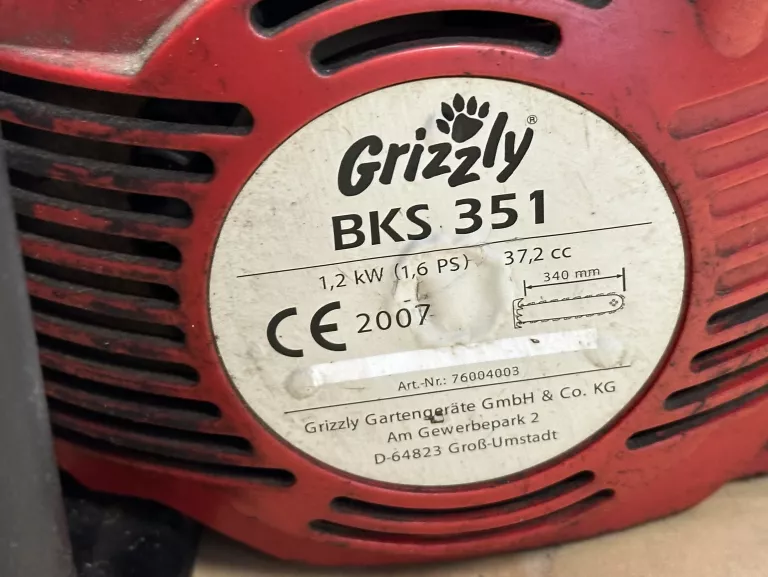 Grizzly®
BKS 351
1,2 kW (1,6 PS) 37,2 cc
340 mm
CE 2007
Art.-Nr.: 76004003
Grizzly Gartengeräte GmbH & Co. KG
Am Gewerbepark 2
D-64823 Groß-Umstadt